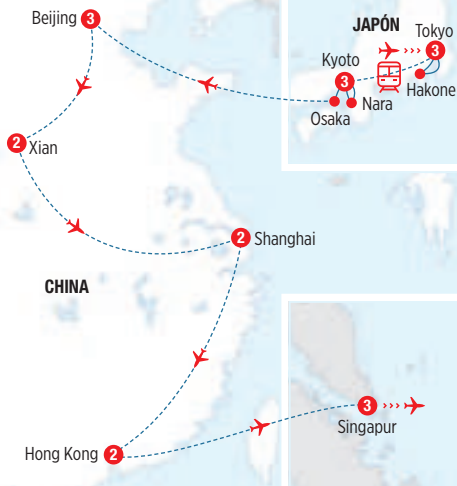 Beijing
3
JAPÓN
Tokyo
3
Kyoto
3
Hakone
Nara
Osaka
2
Xian
2
Shanghai
CHINA
3
Singapur
Hong Kong
2